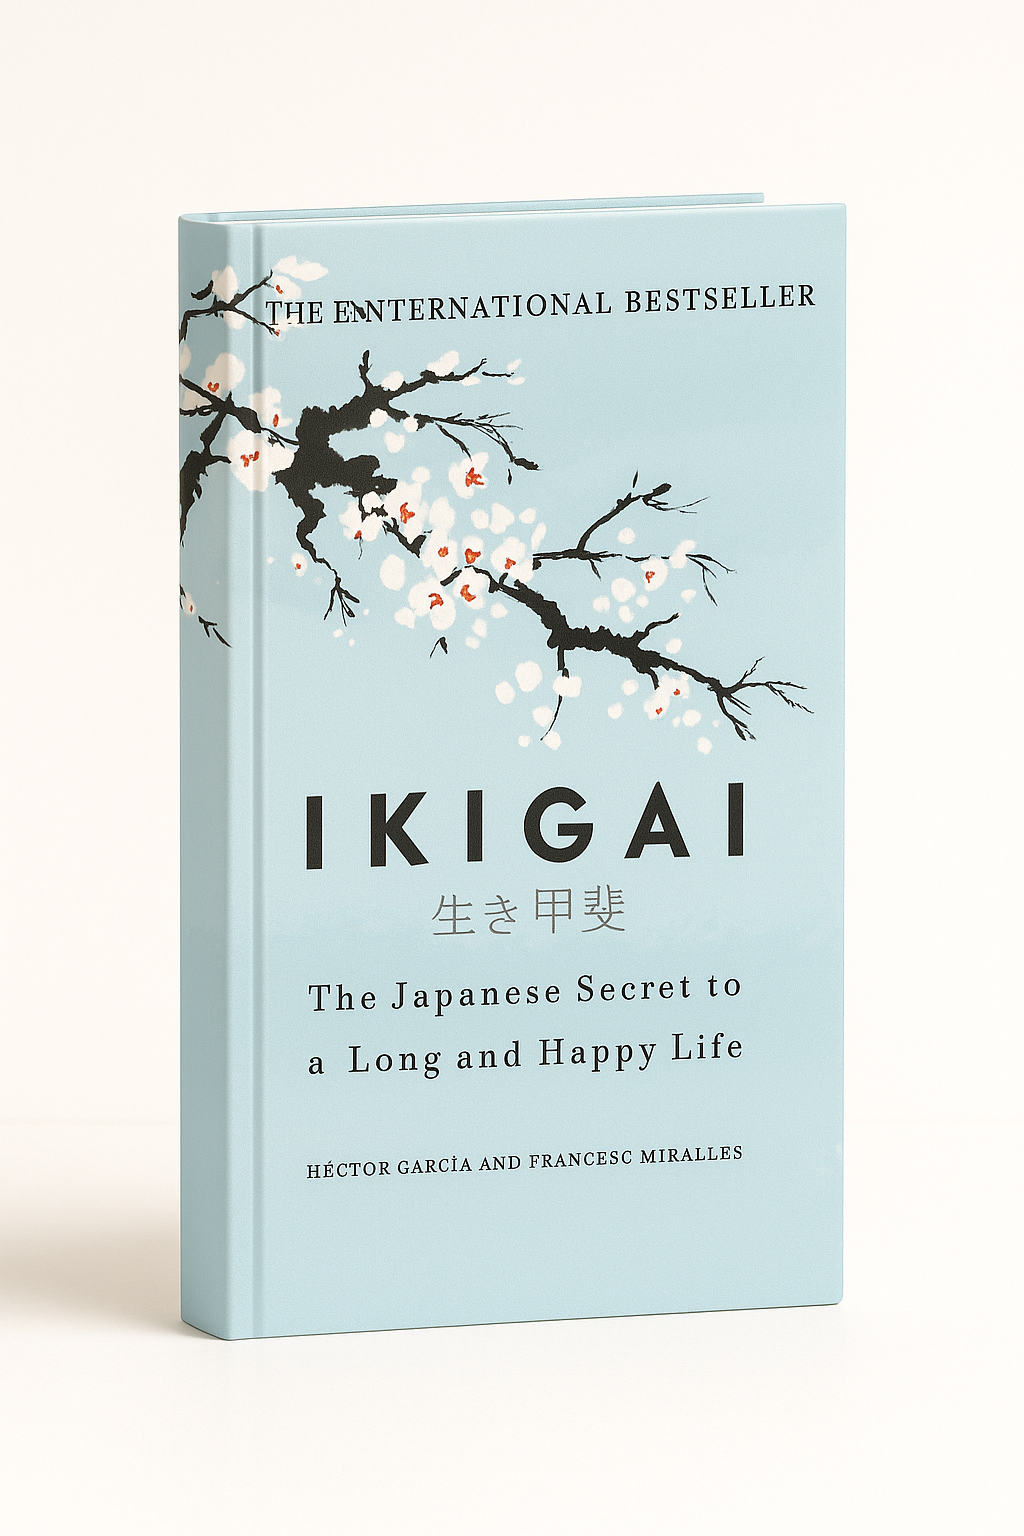 THE EINTERNATIONAL BESTSELLER
IKIGAI
生き甲斐
The Japanese Secret to
a Long and Happy Life
HÉCTOR GARCİA AND FRANCESC MIRALLES